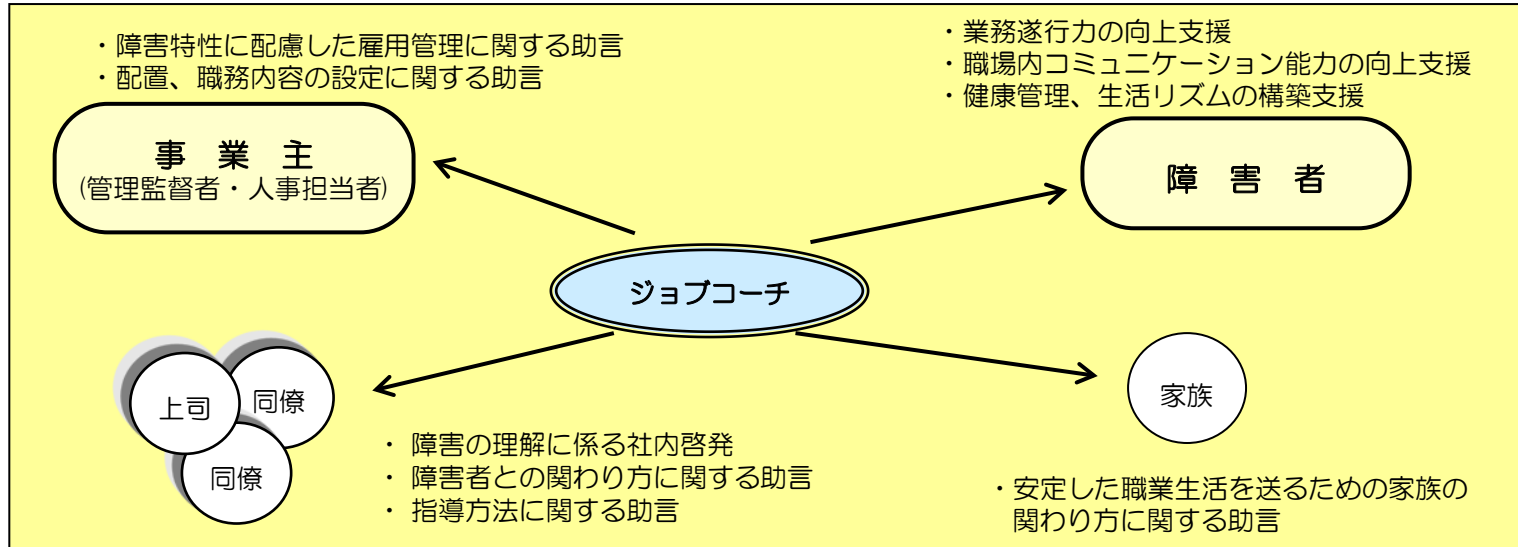 ・障害特性に配慮した雇用管理に関する助言
・配置、職務内容の設定に関する助言
事 業 主
(管理監督者・人事担当者)
・業務遂行力の向上支援
・職場内コミュニケーション能力の向上支援
・健康管理、生活リズムの構築支援
障 害 者
ジョブコーチ
上司
同僚
同僚
・ 障害の理解に係る社内啓発
・ 障害者との関わり方に関する助言
・ 指導方法に関する助言
家族
・安定した職業生活を送るための家族の
関わり方に関する助言